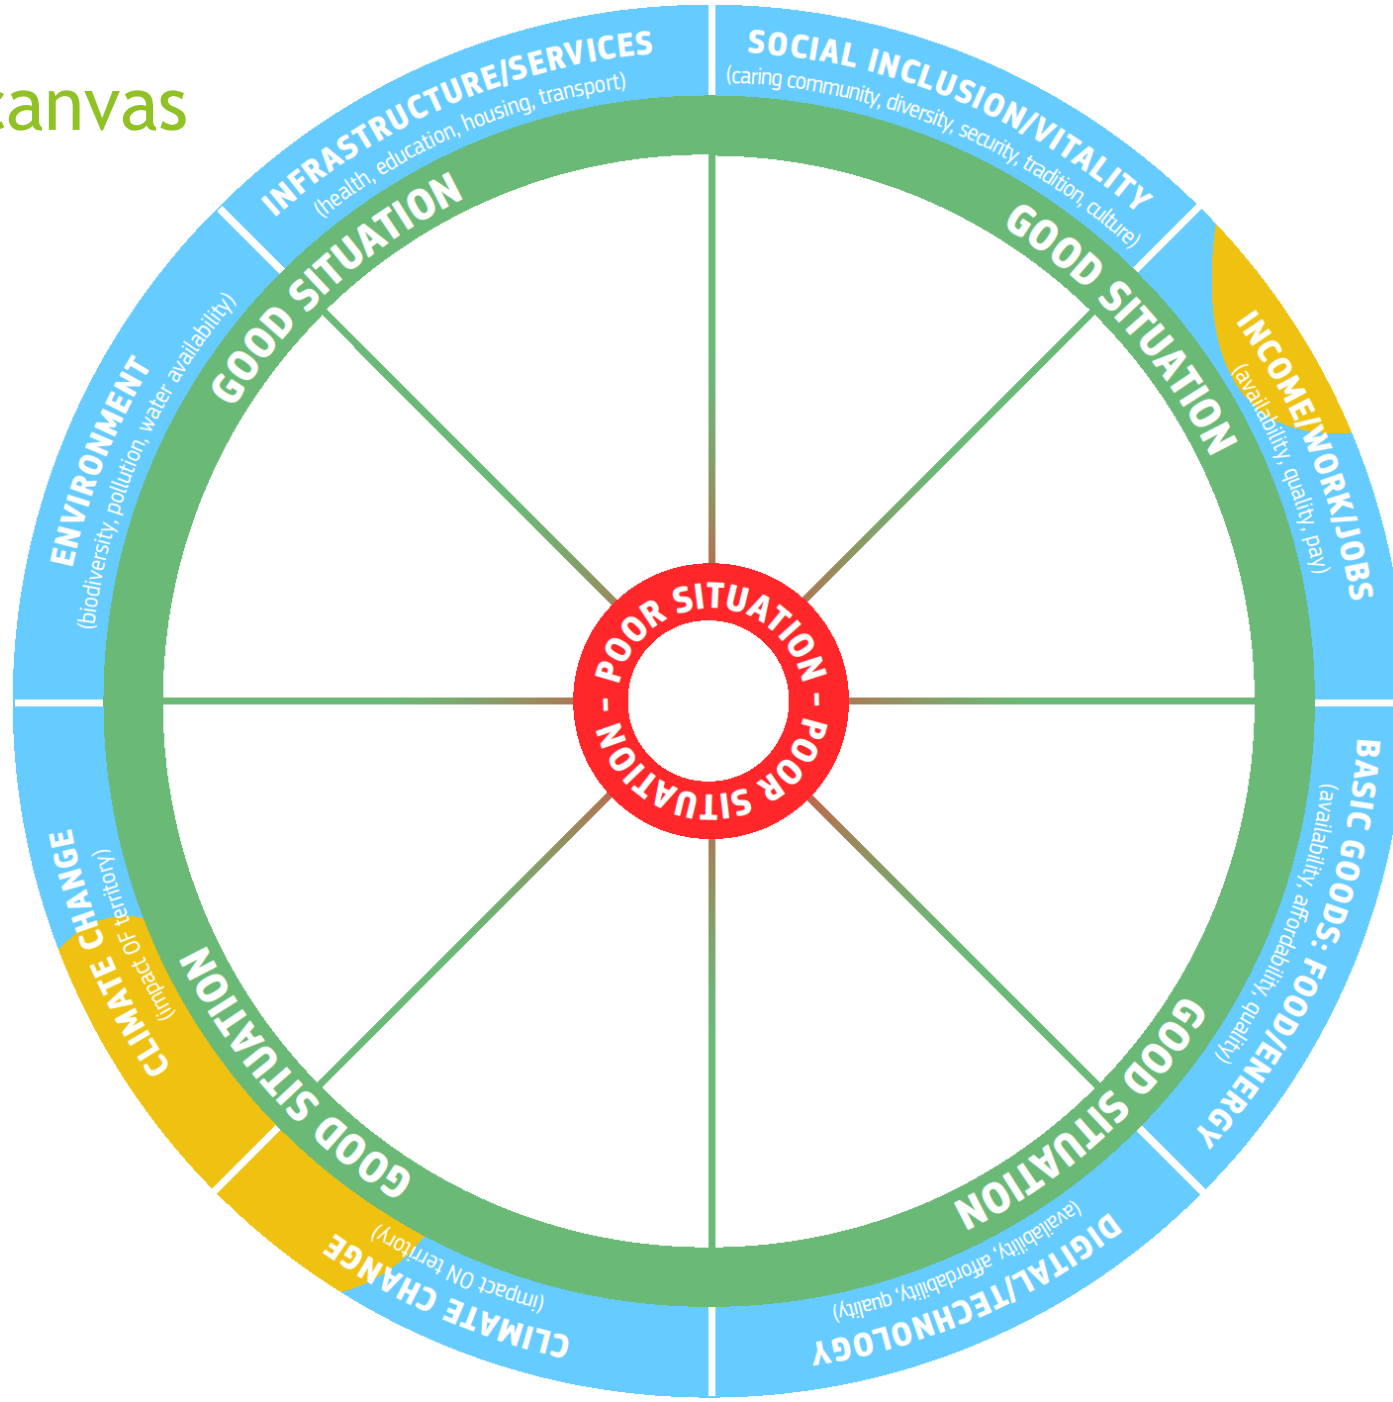 canvas
INFRASTRUCTURE/SERVICES
(health, education, housing, transport)
SOCIAL INCLUSION/VITALITY
(caring community, diversity, security, tradition, culture)
INCOME/WORK/JOBS
(availability, quality, pay)
BASIC GOODS: FOOD/ENERGY
(availability, affordability, quality)
DIGITAL/TECHNOLOGY
(availability, affordability, quality)
CLIMATE CHANGE
(impact ON territory)
CLIMATE CHANGE
(impact OF territory)
ENVIRONMENT
(biodiversity, pollution, water availability)
GOOD SITUATION
GOOD SITUATION
GOOD SITUATION
GOOD SITUATION
POOR SITUATION - POOR SITUATION -